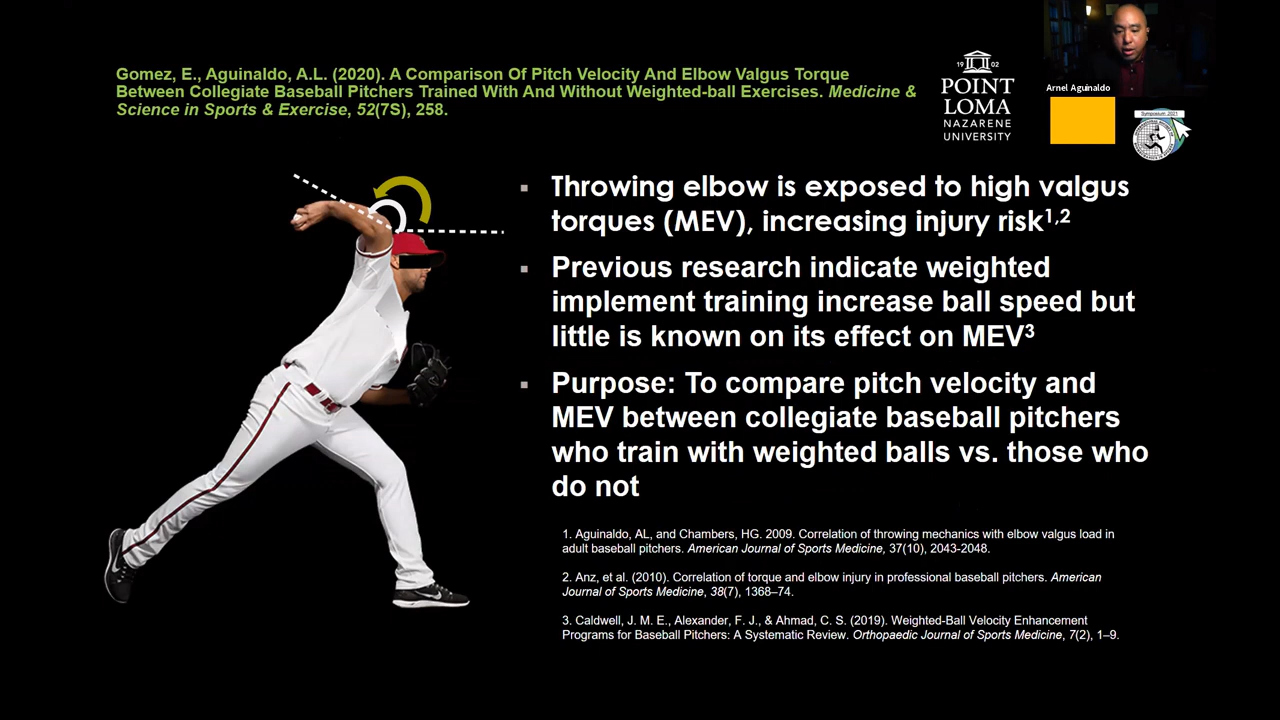 Gomez, E., Aguinaldo, A.L. (2020). A Comparison Of Pitch Velocity And Elbow Valgus Torque
Between Collegiate Baseball Pitchers Trained With And Without Weighted-ball Exercises. Medicine &
Science in Sports & Exercise, 52(7S), 258.
19 02
POINT
LOMA
NAZARENE
UNIVERSITY
Arnel Aguinaldo
Symposium 2021
▪ Throwing elbow is exposed to high valgus
torques (MEV), increasing injury risk1,2
▪ Previous research indicate weighted
implement training increase ball speed but
little is known on its effect on MEV3
▪ Purpose: To compare pitch velocity and
MEV between collegiate baseball pitchers
who train with weighted balls vs. those who
do not
1. Aguinaldo, AL, and Chambers, HG. 2009. Correlation of throwing mechanics with elbow valgus load in
adult baseball pitchers. American Journal of Sports Medicine, 37(10), 2043-2048.
2. Anz, et al. (2010). Correlation of torque and elbow injury in professional baseball pitchers. American
Journal of Sports Medicine, 38(7), 1368–74.
3. Caldwell, J. M. E., Alexander, F. J., & Ahmad, C. S. (2019). Weighted-Ball Velocity Enhancement
Programs for Baseball Pitchers: A Systematic Review. Orthopaedic Journal of Sports Medicine, 7(2), 1–9.